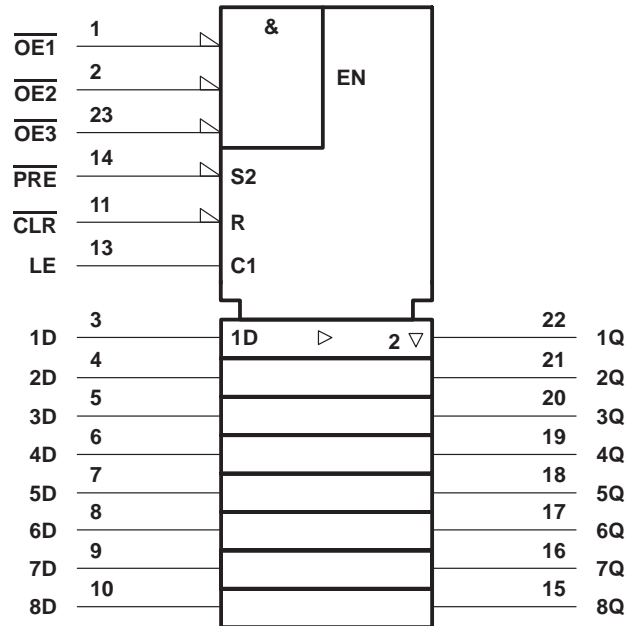 1 &
OE1
2 EN
OE2
23
OE3
14
PRE S2
11
CLR R
13
LE C1
3 22
1D 1D 2 1Q
4 21
2D 2Q
5 20
3D 3Q
6 19
4D 4Q
7 18
5D 5Q
8 17
6D 6Q
9 16
7D 7Q
10 15
8D 8Q